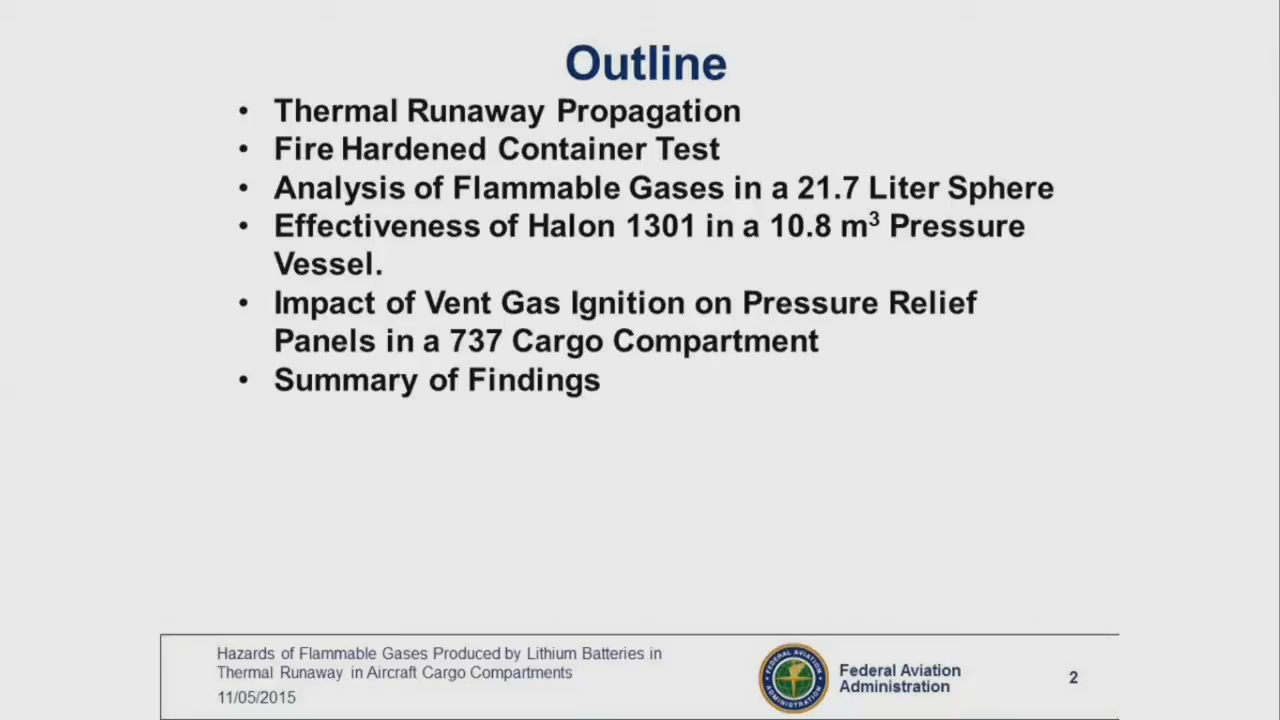 Outline
• Thermal Runaway Propagation
• Fire Hardened Container Test
• Analysis of Flammable Gases in a 21.7 Liter Sphere
• Effectiveness of Halon 1301 in a 10.8 m³ Pressure
Vessel.
• Impact of Vent Gas Ignition on Pressure Relief
Panels in a 737 Cargo Compartment
• Summary of Findings
Hazards of Flammable Gases Produced by Lithium Batteries in
Thermal Runaway in Aircraft Cargo Compartments
11/05/2015
FEDERAL AVIATION
ADMINISTRATION
Federal Aviation
Administration
2